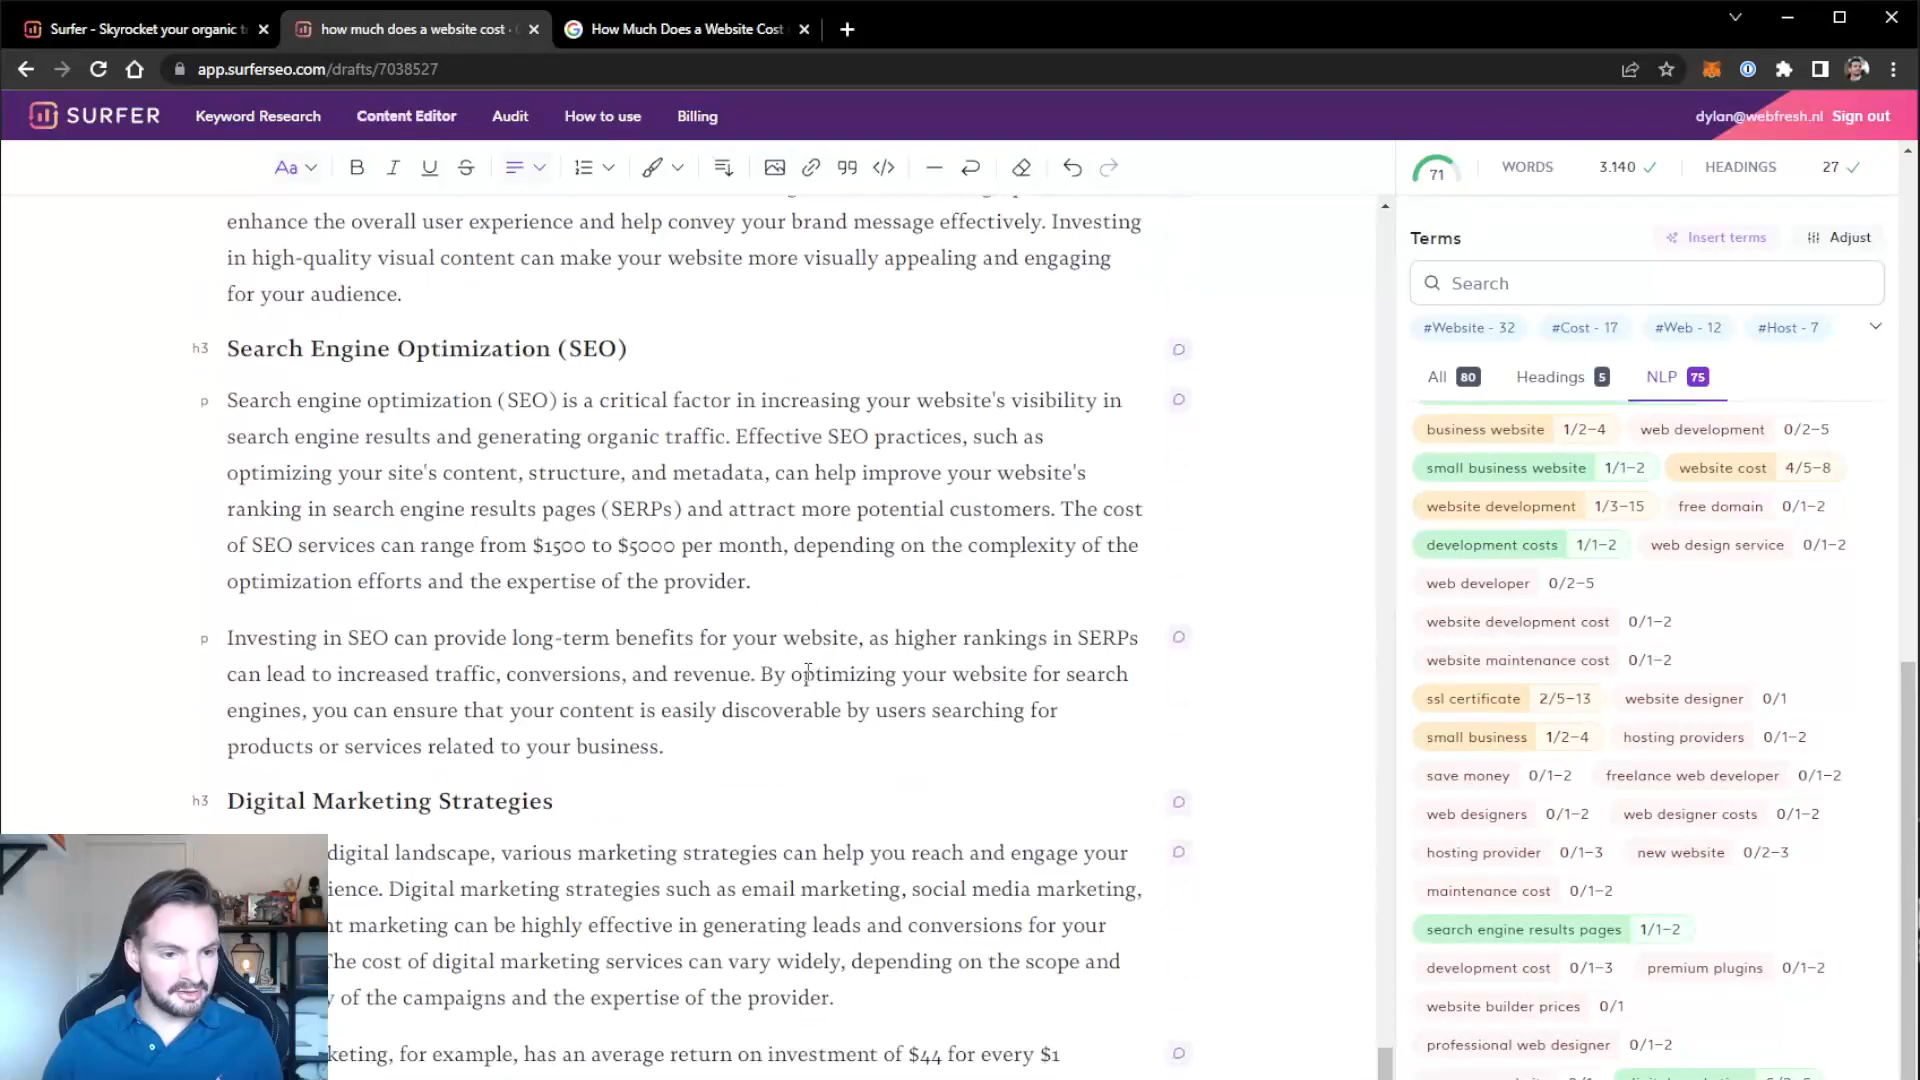 Surfer - Skyrocket your organic t
how much does a website cost -
How Much Does a Website Cost
app.surferseo.com/drafts/7038527
SURFER
Keyword Research
Content Editor
Audit
How to use
Billing
dylan@webfresh.nl
Sign out
Aa
71
WORDS
3.140
HEADINGS
27
enhance the overall user experience and help convey your brand message effectively. Investing
in high-quality visual content can make your website more visually appealing and engaging
for your audience.
h3
Search Engine Optimization (SEO)
p
Search engine optimization (SEO) is a critical factor in increasing your website's visibility in
search engine results and generating organic traffic. Effective SEO practices, such as
optimizing your site's content, structure, and metadata, can help improve your website's
ranking in search engine results pages (SERPs) and attract more potential customers. The cost
of SEO services can range from $1500 to $5000 per month, depending on the complexity of the
optimization efforts and the expertise of the provider.
p
Investing in SEO can provide long-term benefits for your website, as higher rankings in SERPs
can lead to increased traffic, conversions, and revenue. By optimizing your website for search
engines, you can ensure that your content is easily discoverable by users searching for
products or services related to your business.
h3
Digital Marketing Strategies
digital landscape, various marketing strategies can help you reach and engage your
ience. Digital marketing strategies such as email marketing, social media marketing,
nt marketing can be highly effective in generating leads and conversions for your
The cost of digital marketing services can vary widely, depending on the scope and
y of the campaigns and the expertise of the provider.
keting, for example, has an average return on investment of $44 for every $1
Terms
Insert terms
Adjust
Search
#Website - 32
#Cost - 17
#Web - 12
#Host - 7
All 80
Headings 5
NLP 75
business website 1/2-4
web development 0/2-5
small business website 1/1-2
website cost 4/5-8
website development 1/3-15
free domain 0/1-2
development costs 1/1-2
web design service 0/1-2
web developer 0/2-5
website development cost 0/1-2
website maintenance cost 0/1-2
ssl certificate 2/5-13
website designer 0/1
small business 1/2-4
hosting providers 0/1-2
save money 0/1-2
freelance web developer 0/1-2
web designers 0/1-2
web designer costs 0/1-2
hosting provider 0/1-3
new website 0/2-3
maintenance cost 0/1-2
search engine results pages 1/1-2
development cost 0/1-3
premium plugins 0/1-2
website builder prices 0/1
professional web designer 0/1-2